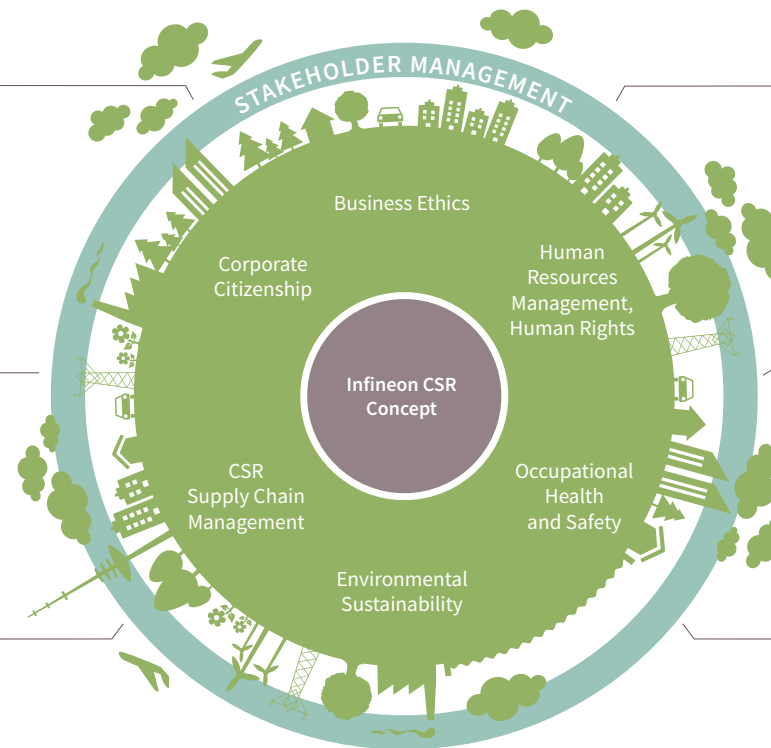 STAKEHOLDER MANAGEMENT
Business Ethics
Corporate
Citizenship
Human
Resources
Management,
Human Rights
Infineon CSR
Concept
CSR
Supply Chain
Management
Occupational
Health
and Safety
Environmental
Sustainability